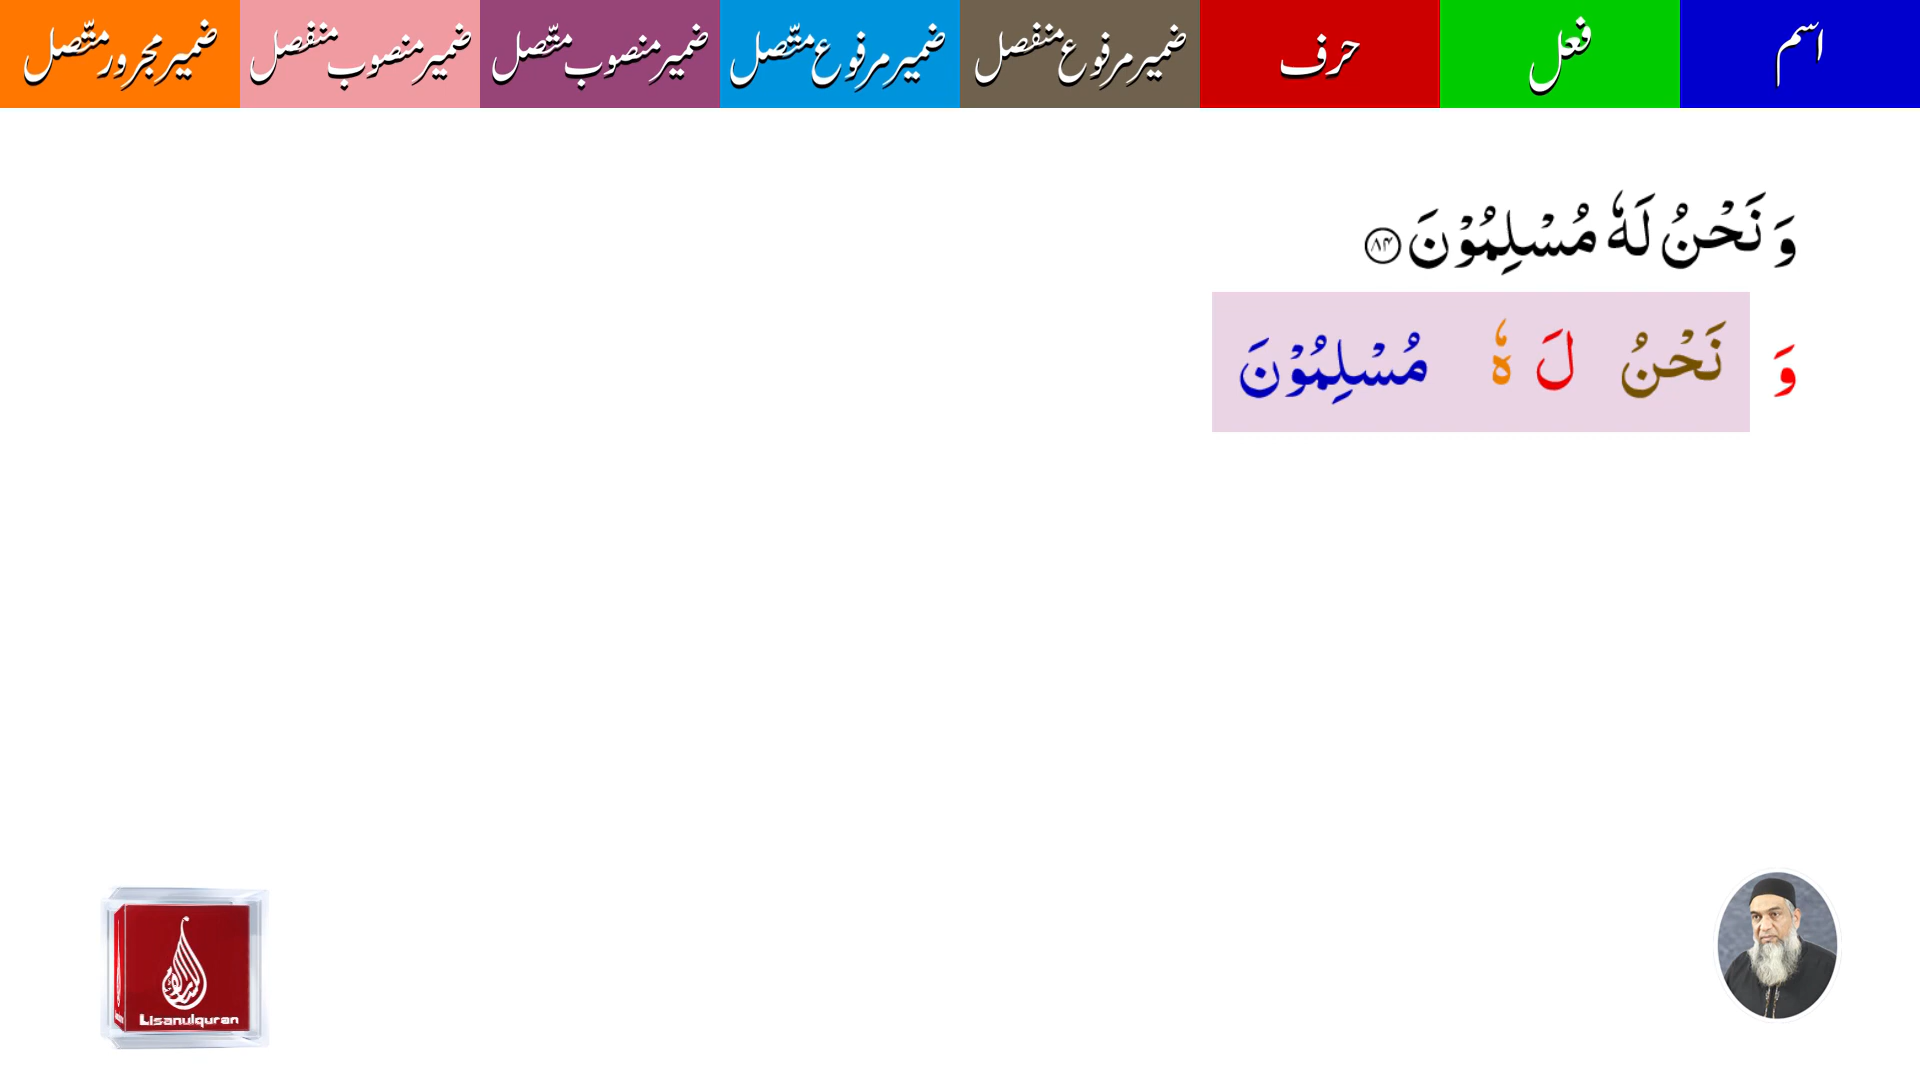 اسم فعل حرف ضمیر مرفوع منفصل ضمیر مرفوع متّصل ضمیر منصوب متّصل ضمیر منصوب منفصل ضمیر مجرور متّصل
وَ نَحْنُ لَهٗ مُسْلِمُوْنَ ﴿۸۴﴾
وَ نَحْنُ لَ هٗ مُسْلِمُوْنَ
Lisanulquran